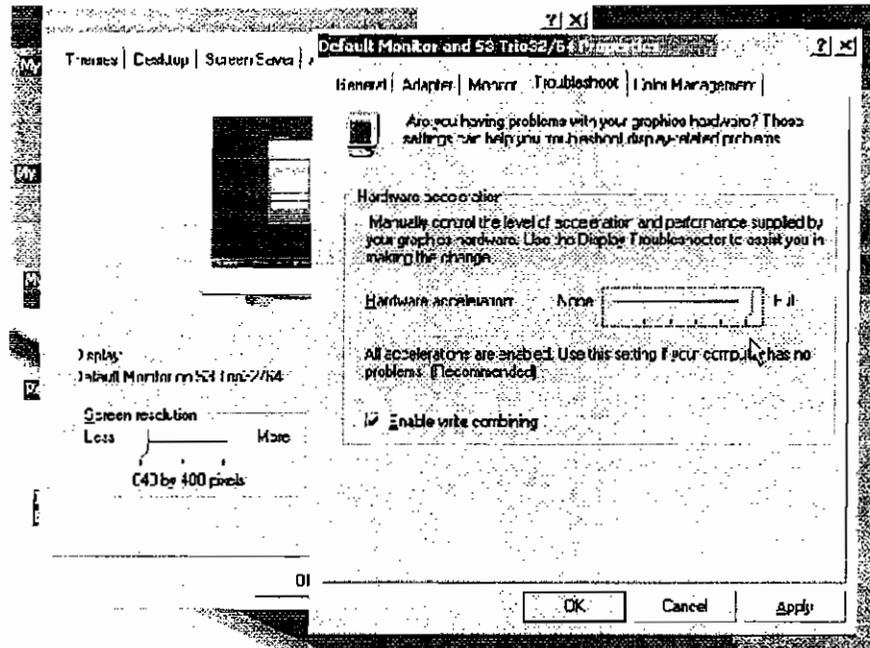 Themes | Desktop | Screen Saver
Default Monitor and S3 Trio32/64 Properties
General | Adapter | Monitor | Troubleshoot | Color Management
Are you having problems with your graphics hardware? These
settings can help you troubleshoot display-related problems.
Hardware acceleration
Manually control the level of acceleration and performance supplied by
your graphics hardware. Use the Display Troubleshooter to assist you in
making the change.
Hardware acceleration: None Full
All accelerations are enabled. Use this setting if your computer has no
problems. (Recommended)
Enable write combining
Display:
Default Monitor on S3 Trio32/64
Screen resolution
Less More
640 by 400 pixels
My
My
OK Cancel Apply